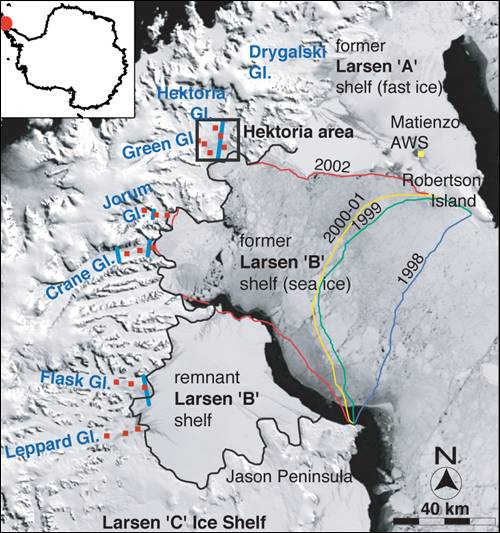 Drygalski
Gl.
former
Larsen 'A'
shelf (fast ice)
Hektoria
Gl.
Green Gl.
Hektoria area
Matienzo
AWS
2002
Robertson
Island
Jorum
Gl.
2000-01
1999
1998
Crane Gl.
former
Larsen 'B'
shelf (sea ice)
Flask Gl.
remnant
Larsen 'B'
shelf
Leppard Gl.
Jason Peninsula
N
40 km
Larsen 'C' Ice Shelf